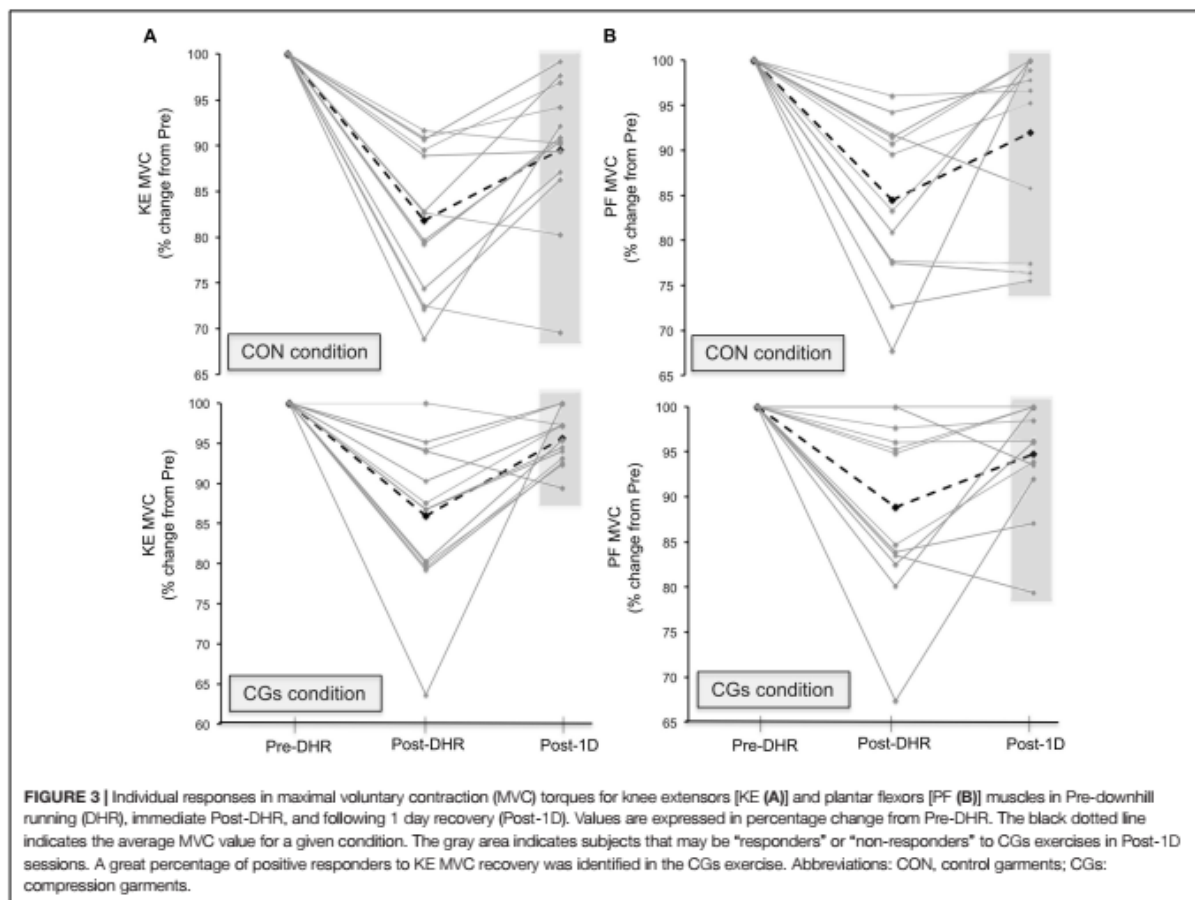 A
B
100
95
90
85
80
75
70
65
KE MVC
(% change from Pre)
CON condition
100
95
90
85
80
75
70
65
PF MVC
(% change from Pre)
CON condition
100
95
90
85
80
75
70
65
60
KE MVC
(% change from Pre)
CGs condition
Pre-DHR Post-DHR Post-1D
100
95
90
85
80
75
70
65
PF MVC
(% change from Pre)
CGs condition
Pre-DHR Post-DHR Post-1D
FIGURE 3 | Individual responses in maximal voluntary contraction (MVC) torques for knee extensors [KE (A)] and plantar flexors [PF (B)] muscles in Pre-downhill
running (DHR), immediate Post-DHR, and following 1 day recovery (Post-1D). Values are expressed in percentage change from Pre-DHR. The black dotted line
indicates the average MVC value for a given condition. The gray area indicates subjects that may be “responders” or “non-responders” to CGs exercises in Post-1D
sessions. A great percentage of positive responders to KE MVC recovery was identified in the CGs exercise. Abbreviations: CON, control garments; CGs:
compression garments.